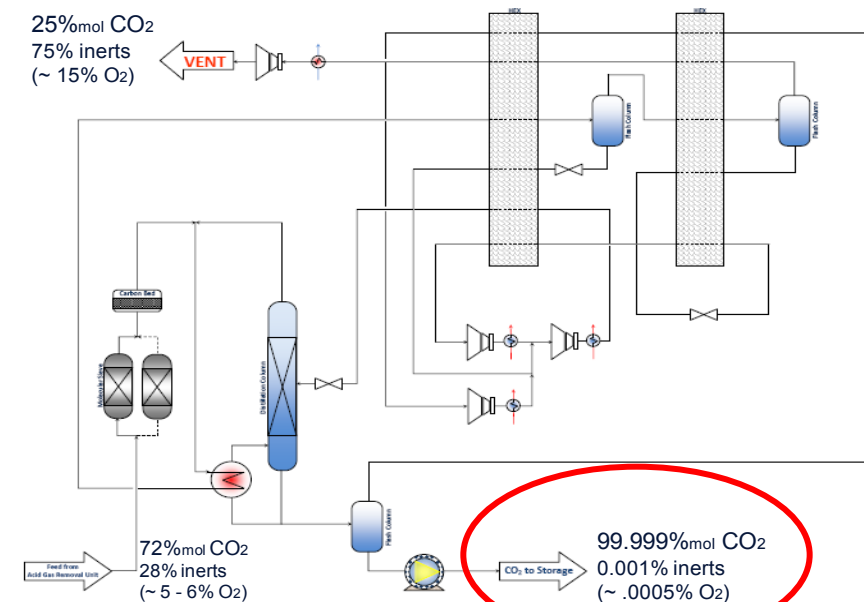 25%mol CO2
75% inerts
(~ 15% O2)
VENT
HEX
HEX
Flash Column
Flash Column
Carbon Bed
Molecular Sieve
Distillation Column
Flash Column
Feed from
Acid Gas Removal Unit
72%mol CO2
28% inerts
(~ 5 - 6% O2)
CO2 to Storage
99.999%mol CO2
0.001% inerts
(~ .0005% O2)